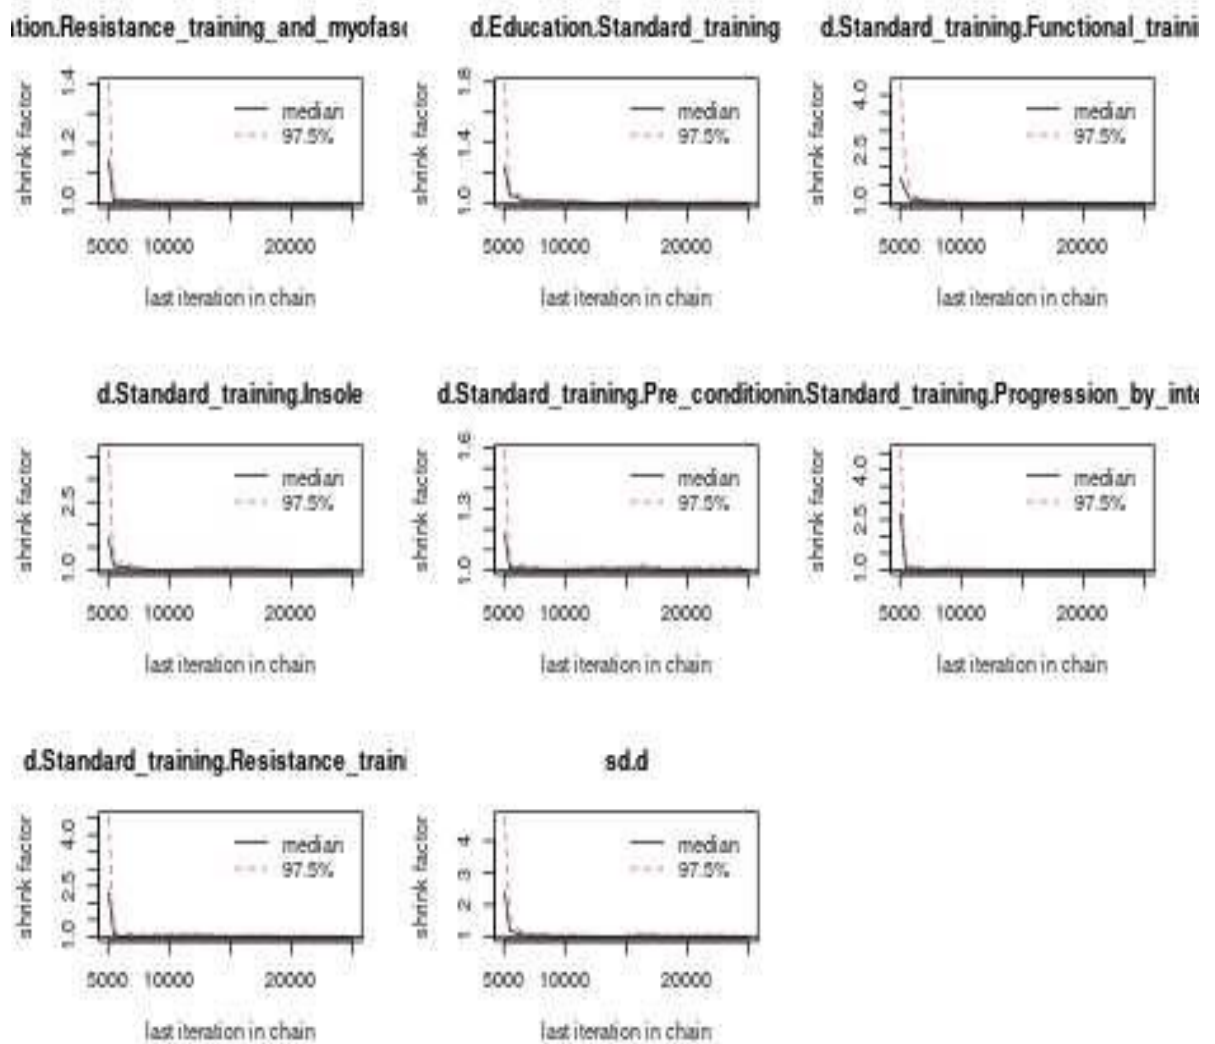 ation.Resistance_training_and_myofasc
d.Education.Standard_training
d.Standard_training.Functional_traini
shrink factor
1.0 1.2 1.4
median
97.5%
5000 10000 20000
last iteration in chain
shrink factor
1.0 1.4 1.8
median
97.5%
5000 10000 20000
last iteration in chain
shrink factor
1.0 2.5 4.0
median
97.5%
5000 10000 20000
last iteration in chain
d.Standard_training.Insole
d.Standard_training.Pre_conditionin
.Standard_training.Progression_by_inte
shrink factor
1.0 2.5
median
97.5%
5000 10000 20000
last iteration in chain
shrink factor
1.0 1.3 1.6
median
97.5%
5000 10000 20000
last iteration in chain
shrink factor
1.0 2.5 4.0
median
97.5%
5000 10000 20000
last iteration in chain
d.Standard_training.Resistance_traini
sd.d
shrink factor
1.0 2.5 4.0
median
97.5%
5000 10000 20000
last iteration in chain
shrink factor
1 2 3 4
median
97.5%
5000 10000 20000
last iteration in chain